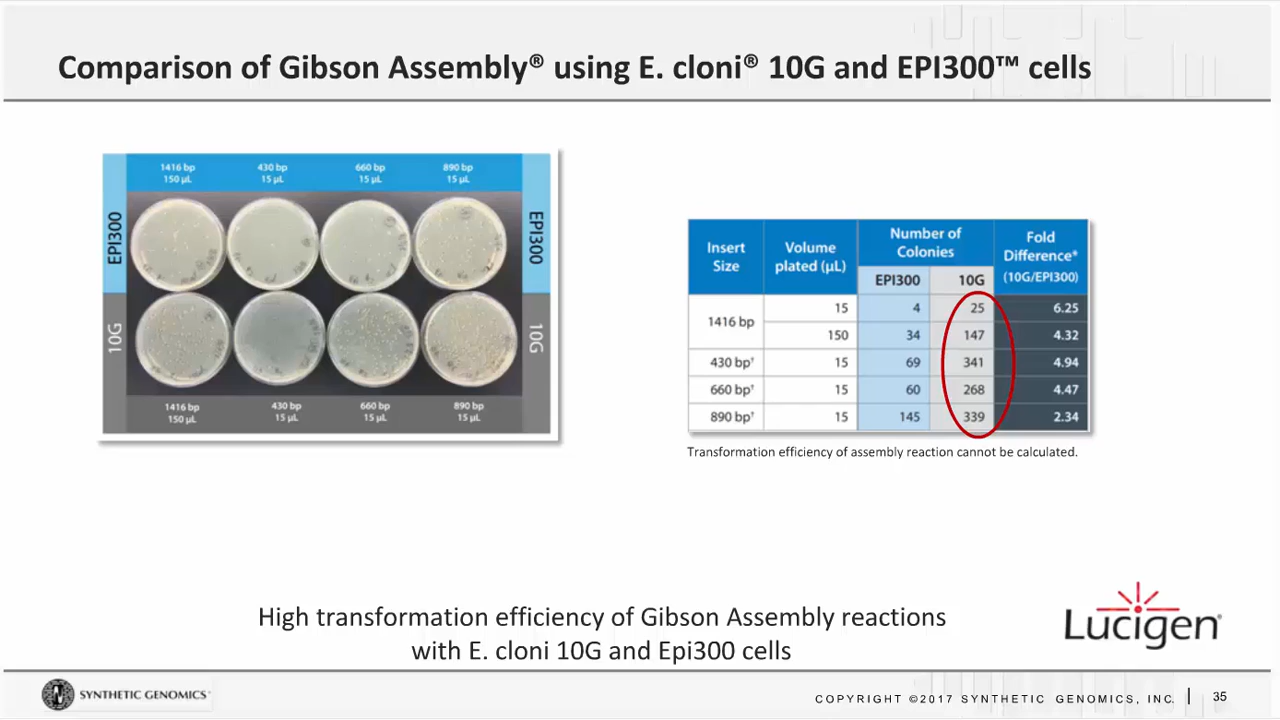 Comparison of Gibson Assembly® using E. cloni® 10G and EPI300™ cells
1416 bp 430 bp 660 bp 890 bp
150 µL 15 µL 15 µL 15 µL
EPI300 EPI300
10G 10G
1416 bp 430 bp 660 bp 890 bp
150 µL 15 µL 15 µL 15 µL
Insert Size Volume plated (µL) Number of Colonies Fold Difference* (10G/EPI300)
EPI300 10G
1416 bp 15 4 25 6.25
150 34 147 4.32
430 bp† 15 69 341 4.94
660 bp† 15 60 268 4.47
890 bp† 15 145 339 2.34
Transformation efficiency of assembly reaction cannot be calculated.
High transformation efficiency of Gibson Assembly reactions
with E. cloni 10G and Epi300 cells
Lucigen®
SYNTHETIC GENOMICS®
COPYRIGHT ©2017 SYNTHETIC GENOMICS, INC. | 35